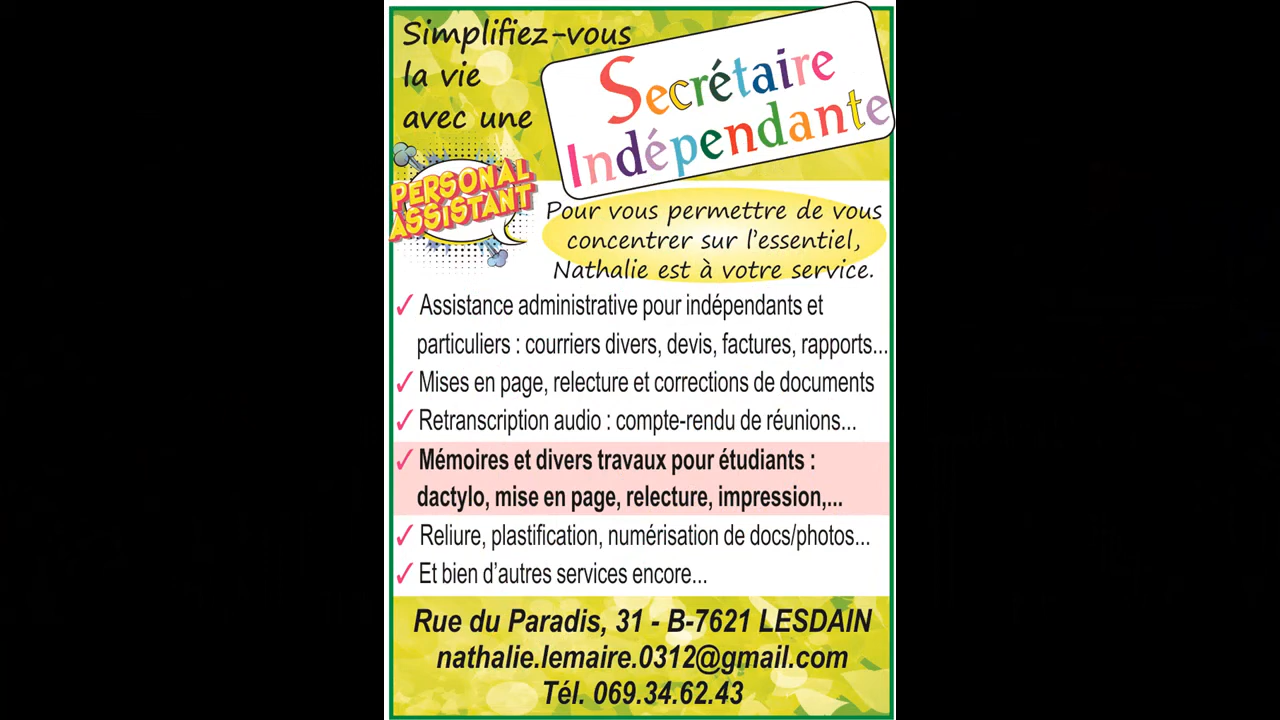 Simplifiez-vous
la vie
avec une
Secrétaire
Indépendante
PERSONAL
ASSISTANT
Pour vous permettre de vous
concentrer sur l'essentiel,
Nathalie est à votre service.
✓ Assistance administrative pour indépendants et
particuliers : courriers divers, devis, factures, rapports...
✓ Mises en page, relecture et corrections de documents
✓ Retranscription audio : compte-rendu de réunions...
✓ Mémoires et divers travaux pour étudiants :
dactylo, mise en page, relecture, impression,...
✓ Reliure, plastification, numérisation de docs/photos...
✓ Et bien d'autres services encore...
Rue du Paradis, 31 - B-7621 LESDAIN
nathalie.lemaire.0312@gmail.com
Tél. 069.34.62.43